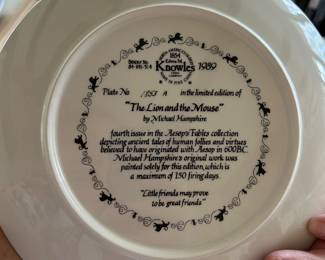 1854
Edwin M.
Knowles
1989
Plate No A in the limited edition of
"The Lion and the Mouse"
by Michael Hampshire
fourth issue in the Aesop's Fables collection
depicting ancient tales of human follies and virtues
believed to have originated with Aesop in 600 B.C.
Michael Hampshire's original work was
painted solely for this edition, which is
a maximum of 150 firing days.
"Little friends may prove
to be great friends"